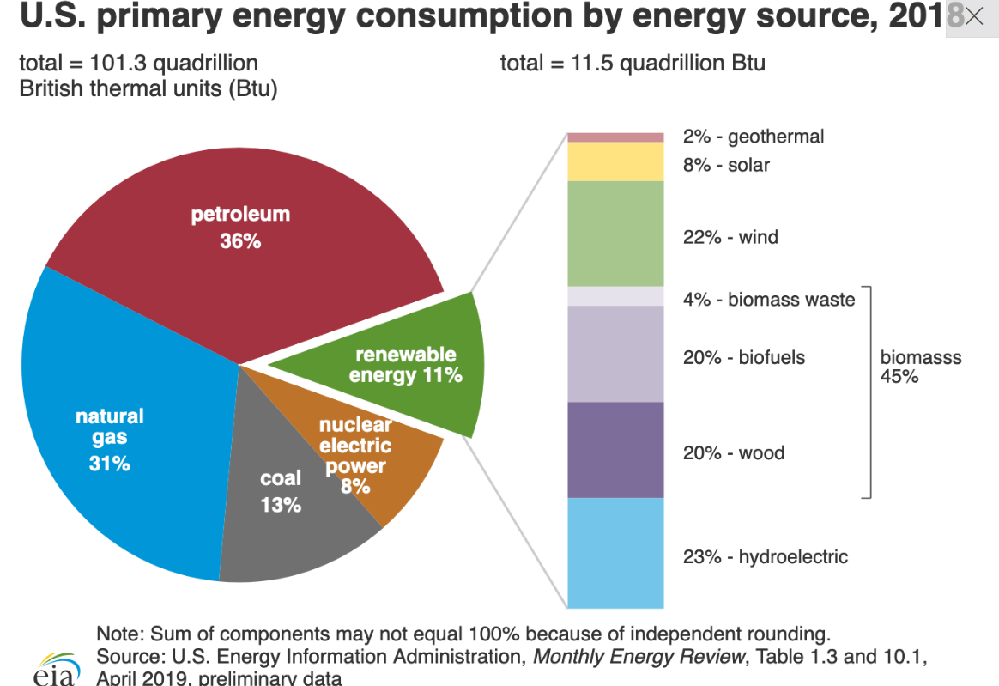 U.S. primary energy consumption by energy source, 2018
total = 101.3 quadrillion
British thermal units (Btu)
total = 11.5 quadrillion Btu
petroleum
36%
renewable
energy 11%
natural
gas
31%
nuclear
electric
power
8%
coal
13%
2% - geothermal
8% - solar
22% - wind
4% - biomass waste
20% - biofuels
20% - wood
23% - hydroelectric
biomasss
45%
Note: Sum of components may not equal 100% because of independent rounding.
Source: U.S. Energy Information Administration, Monthly Energy Review, Table 1.3 and 10.1,
April 2019, preliminary data
eia